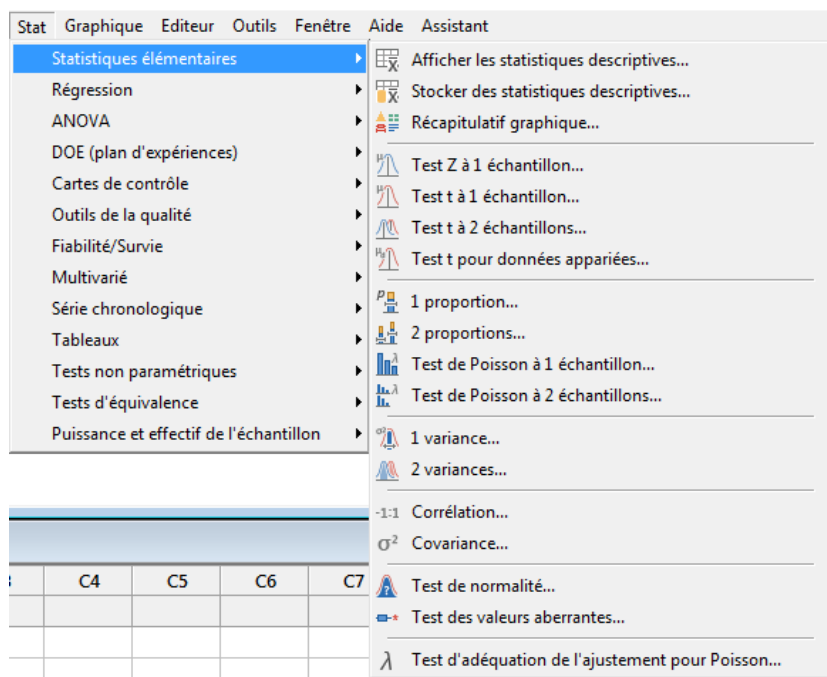 Stat Graphique Editeur Outils Fenêtre Aide Assistant
Statistiques élémentaires
Régression
ANOVA
DOE (plan d'expériences)
Cartes de contrôle
Outils de la qualité
Fiabilité/Survie
Multivarié
Série chronologique
Tableaux
Tests non paramétriques
Tests d'équivalence
Puissance et effectif de l'échantillon
Afficher les statistiques descriptives...
Stocker des statistiques descriptives...
Récapitulatif graphique...
Test Z à 1 échantillon...
Test t à 1 échantillon...
Test t à 2 échantillons...
Test t pour données appariées...
1 proportion...
2 proportions...
Test de Poisson à 1 échantillon...
Test de Poisson à 2 échantillons...
1 variance...
2 variances...
-1:1 Corrélation...
σ² Covariance...
Test de normalité...
Test des valeurs aberrantes...
λ Test d'adéquation de l'ajustement pour Poisson...
C4 C5 C6 C7